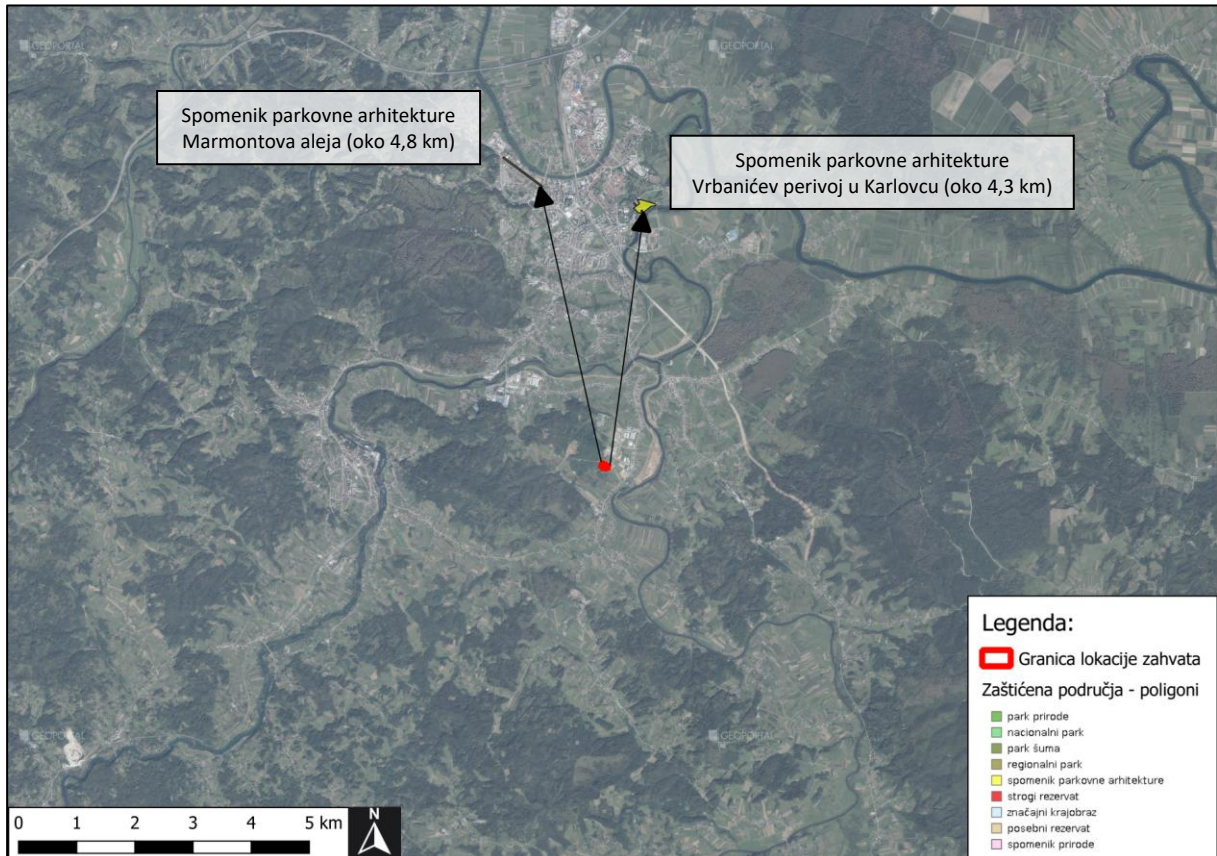 GEOPORTAL
GEOPORTAL
Spomenik parkovne arhitekture
Marmontova aleja (oko 4,8 km)
Spomenik parkovne arhitekture
Vrbanićev perivoj u Karlovcu (oko 4,3 km)
GEOPORTAL
GEOPORTAL
Legenda:
Granica lokacije zahvata
Zaštićena područja - poligoni
park prirode
nacionalni park
park šuma
regionalni park
spomenik parkovne arhitekture
strogi rezervat
značajni krajobraz
posebni rezervat
spomenik prirode
0 1 2 3 4 5 km
N